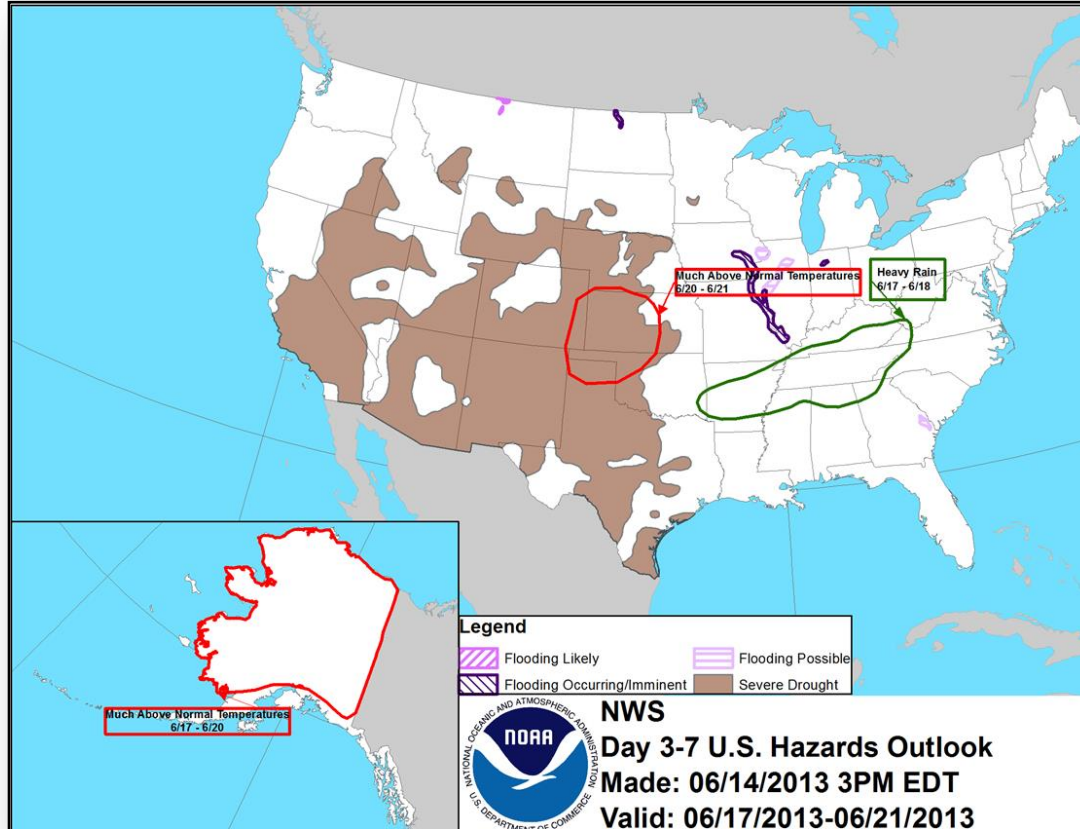 Much Above Normal Temperatures
6/20 - 6/21
Heavy Rain
6/17 - 6/18
Much Above Normal Temperatures
6/17 - 6/20
Legend
Flooding Likely
Flooding Possible
Flooding Occurring/Imminent
Severe Drought
NATIONAL OCEANIC AND ATMOSPHERIC ADMINISTRATION
NOAA
U.S. DEPARTMENT OF COMMERCE
NWS
Day 3-7 U.S. Hazards Outlook
Made: 06/14/2013 3PM EDT
Valid: 06/17/2013-06/21/2013